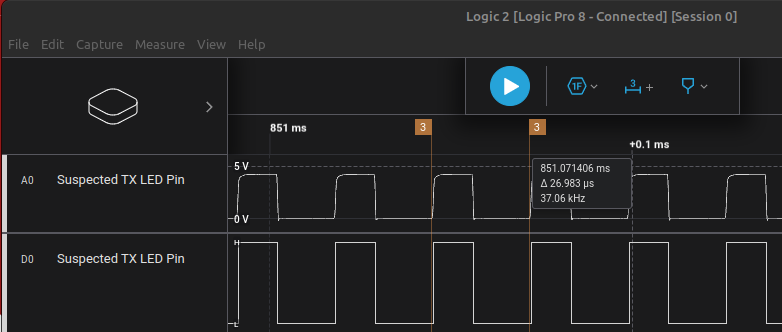 Logic 2 [Logic Pro 8 - Connected] [Session 0]
File Edit Capture Measure View Help
1F 3 +
851 ms 3 3 +0.1 ms
A0 Suspected TX LED Pin
5 V
0 V
851.071406 ms
Δ 26.983 µs
37.06 kHz
D0 Suspected TX LED Pin
H
L